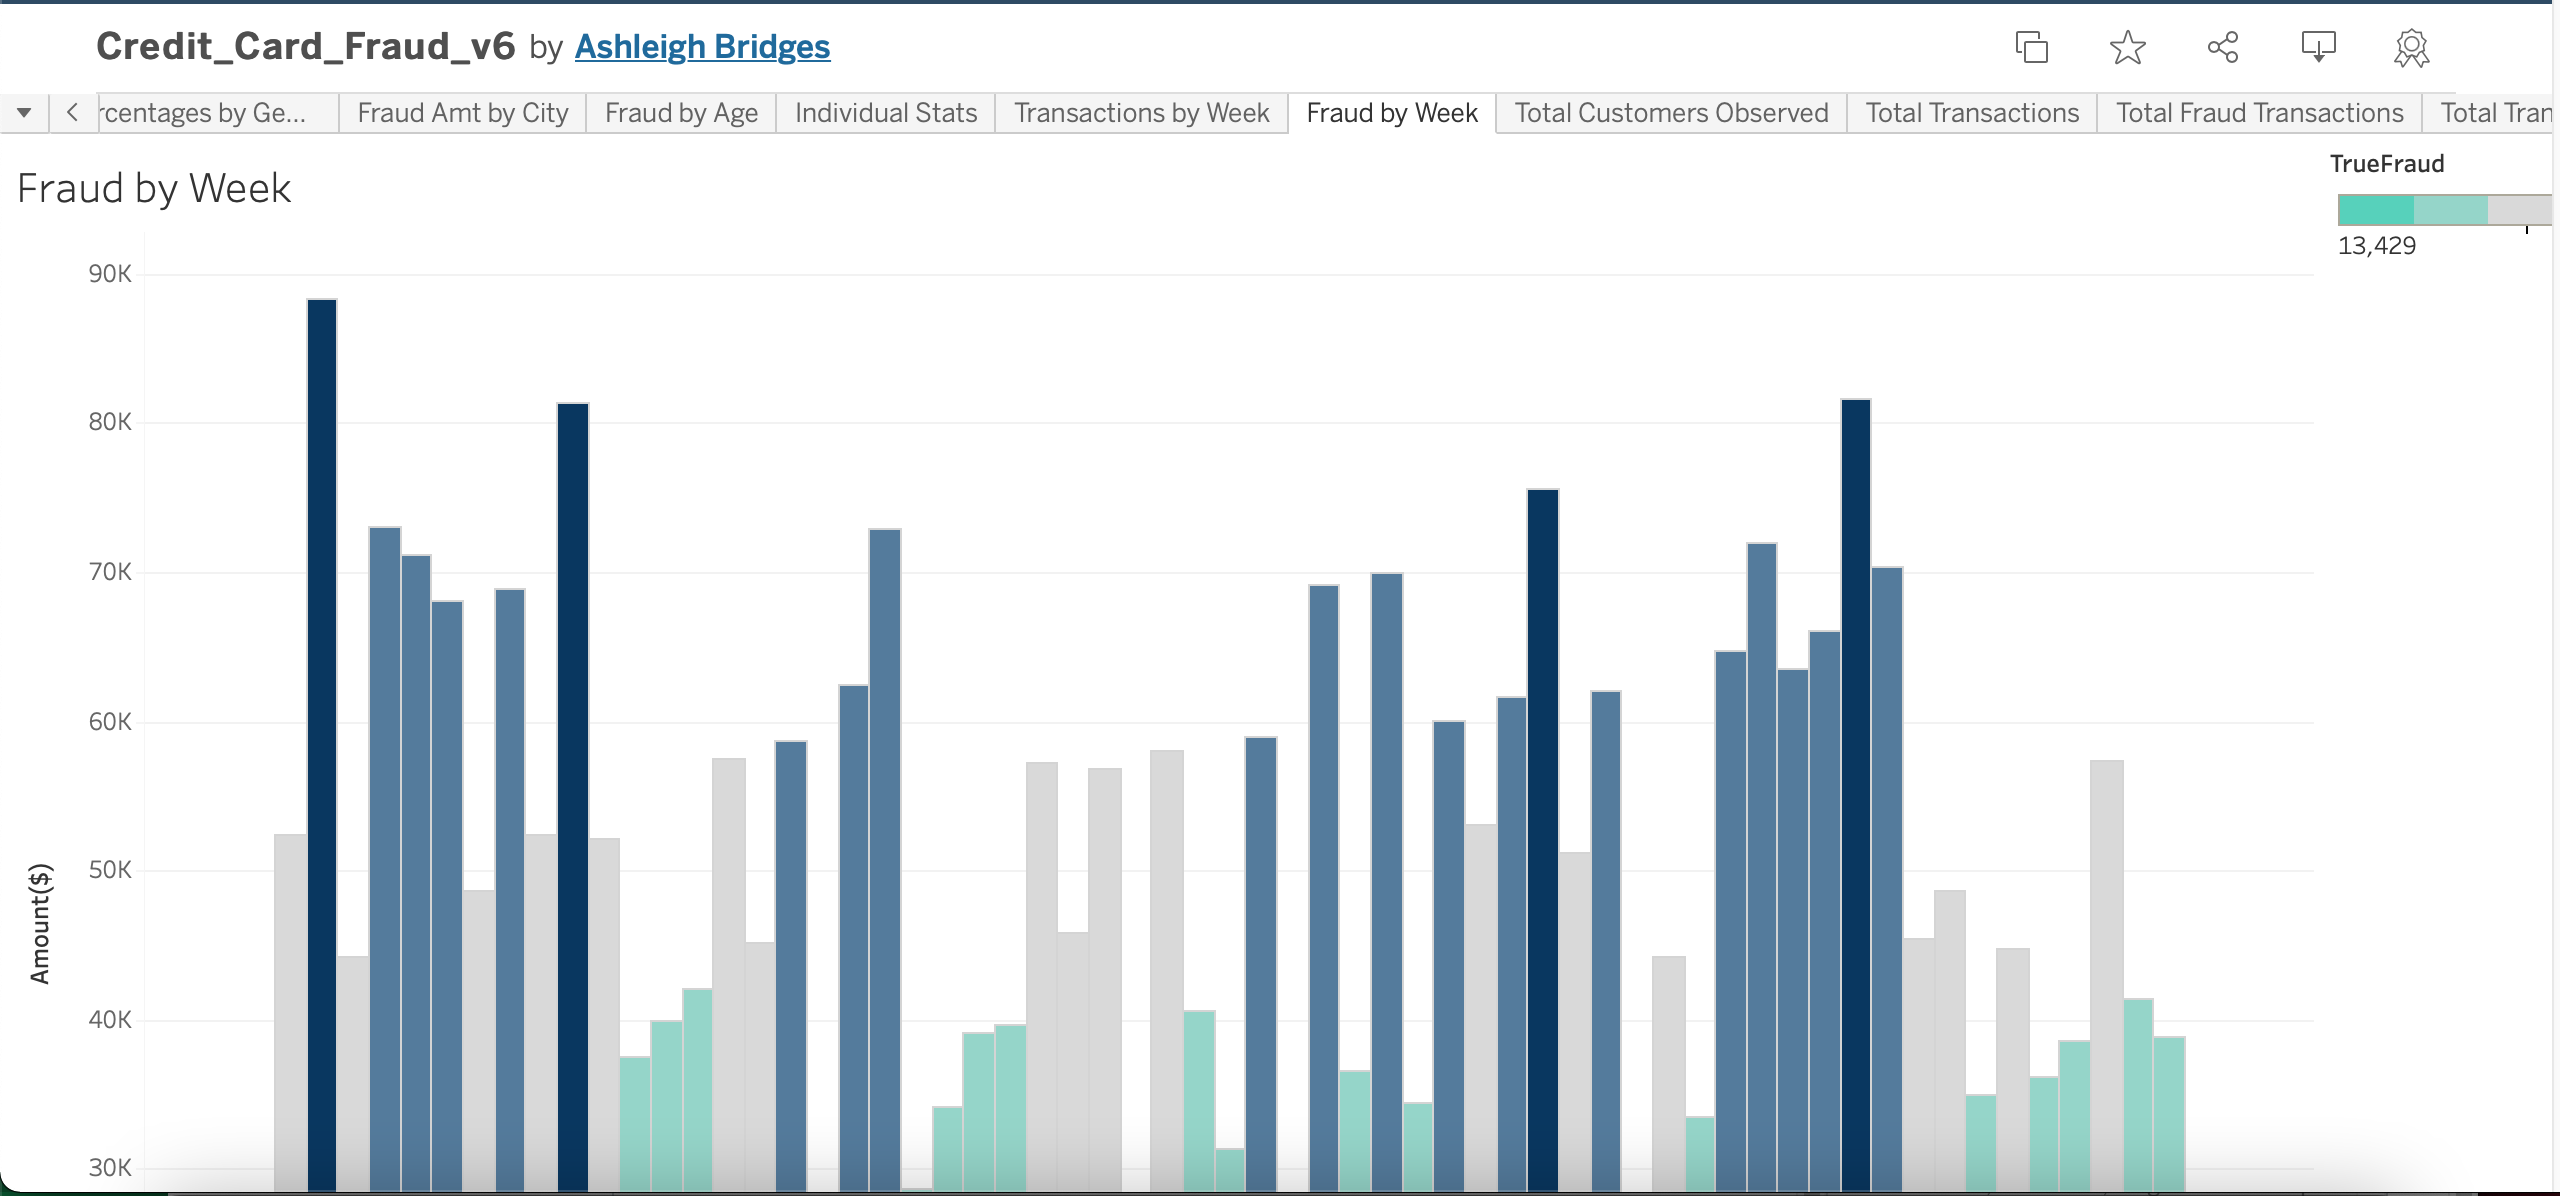 Credit_Card_Fraud_v6 by Ashleigh Bridges
rcentages by Ge... Fraud Amt by City Fraud by Age Individual Stats Transactions by Week Fraud by Week Total Customers Observed Total Transactions Total Fraud Transactions Total Tran
TrueFraud
13,429
Fraud by Week
90K
80K
70K
60K
50K
40K
30K
Amount($)